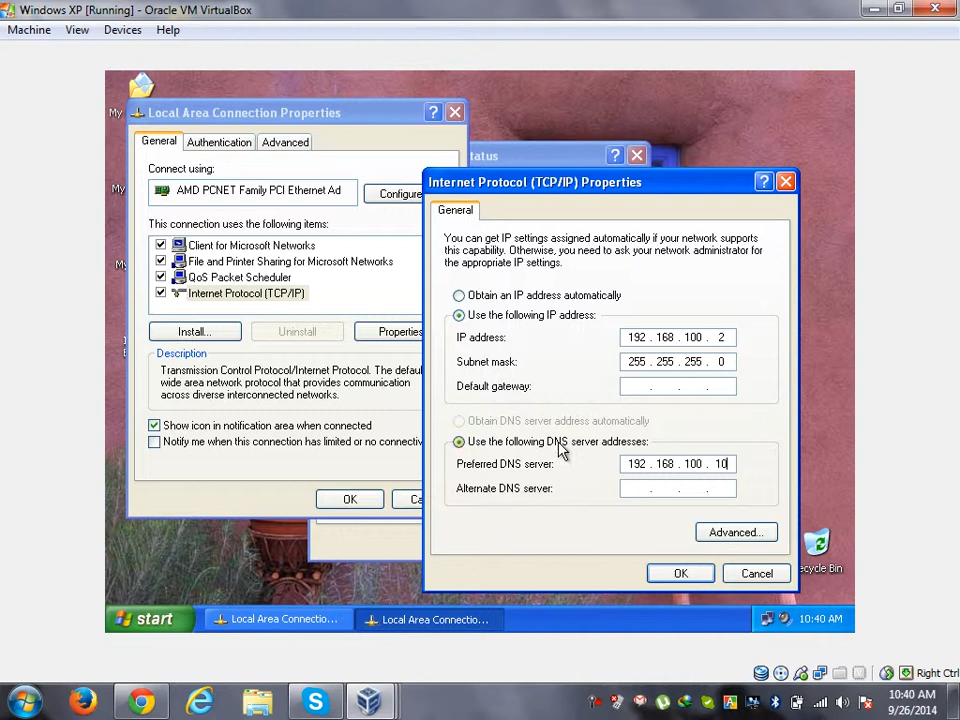 Windows XP [Running] - Oracle VM VirtualBox
Machine View Devices Help
My
Local Area Connection Properties
General Authentication Advanced
Connect using:
AMD PCNET Family PCI Ethernet Ad
Configure
This connection uses the following items:
Client for Microsoft Networks
File and Printer Sharing for Microsoft Networks
QoS Packet Scheduler
Internet Protocol (TCP/IP)
Install...
Uninstall
Properties
Description
Transmission Control Protocol/Internet Protocol. The default
wide area network protocol that provides communication
across diverse interconnected networks.
Show icon in notification area when connected
Notify me when this connection has limited or no connectiv
OK
Ca
tatus
Internet Protocol (TCP/IP) Properties
General
You can get IP settings assigned automatically if your network supports
this capability. Otherwise, you need to ask your network administrator for
the appropriate IP settings.
Obtain an IP address automatically
Use the following IP address:
IP address: 192 . 168 . 100 . 2
Subnet mask: 255 . 255 . 255 . 0
Default gateway: . . .
Obtain DNS server address automatically
Use the following DNS server addresses:
Preferred DNS server: 192 . 168 . 100 . 10
Alternate DNS server: . . .
Advanced...
OK
Cancel
ecycle Bin
start
Local Area Connectio...
Local Area Connectio...
10:40 AM
Right Ctrl
10:40 AM
9/26/2014